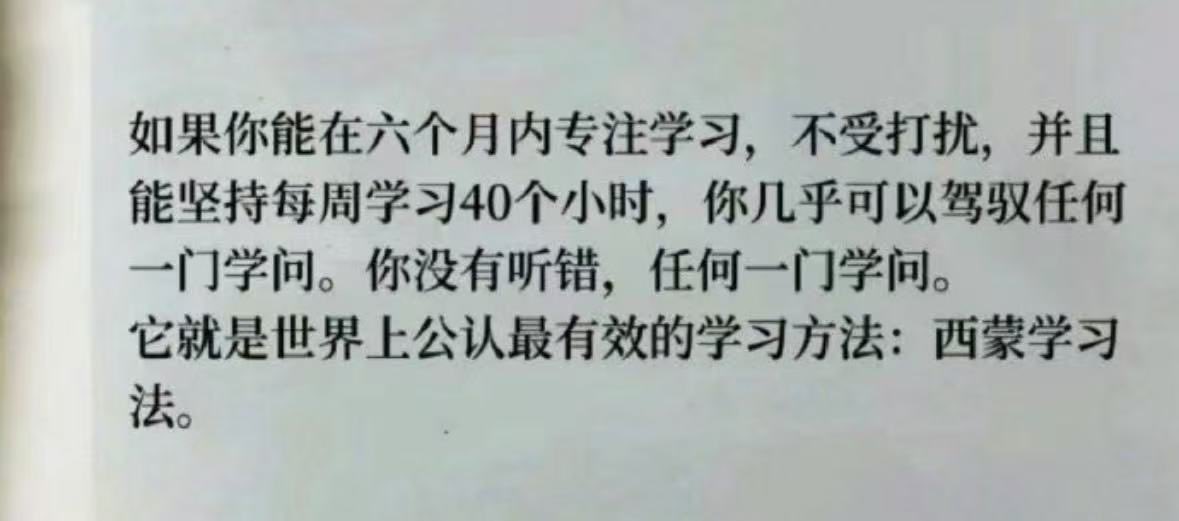 如果你能在六个月内专注学习，不受打扰，并且
能坚持每周学习40个小时，你几乎可以驾驭任何
一门学问。你没有听错，任何一门学问。
它就是世界上公认最有效的学习方法：西蒙学习
法。